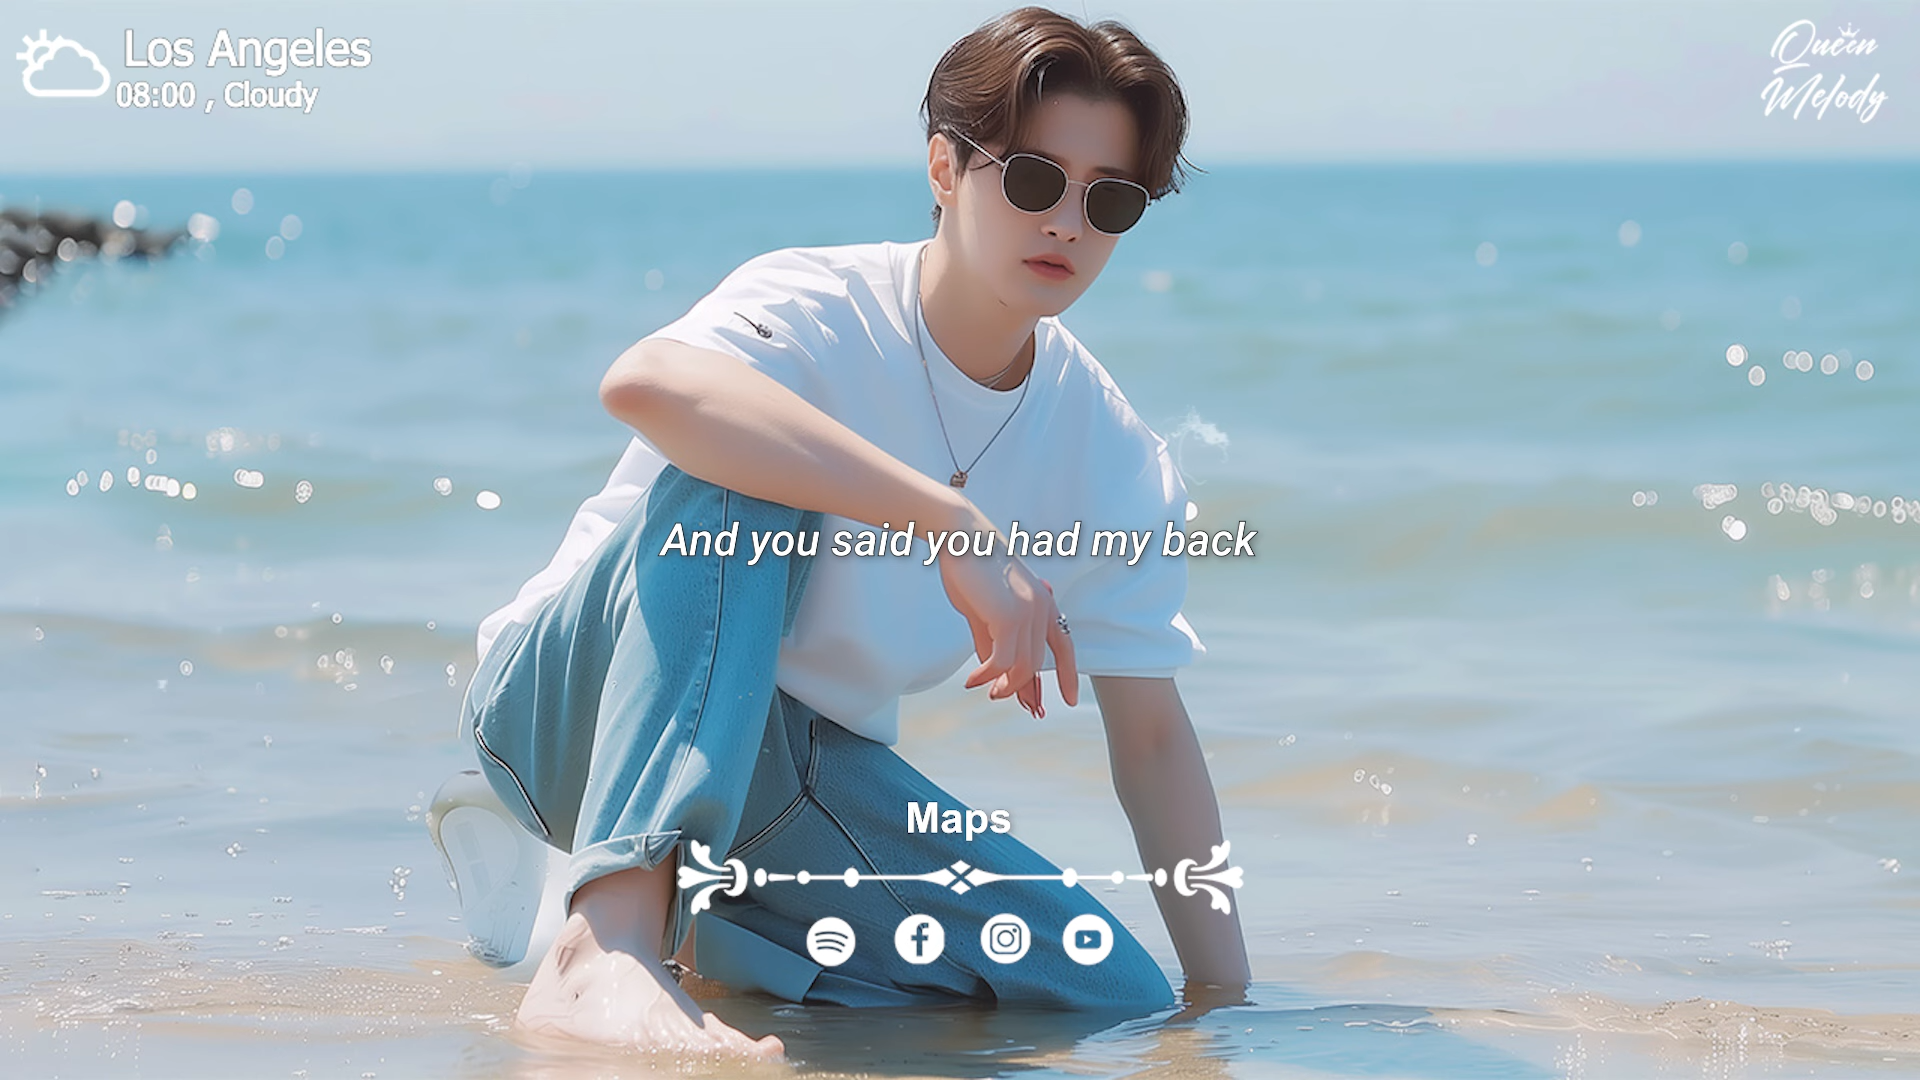 Los Angeles
08:00 , Cloudy
Queen
Melody
And you said you had my back
Maps